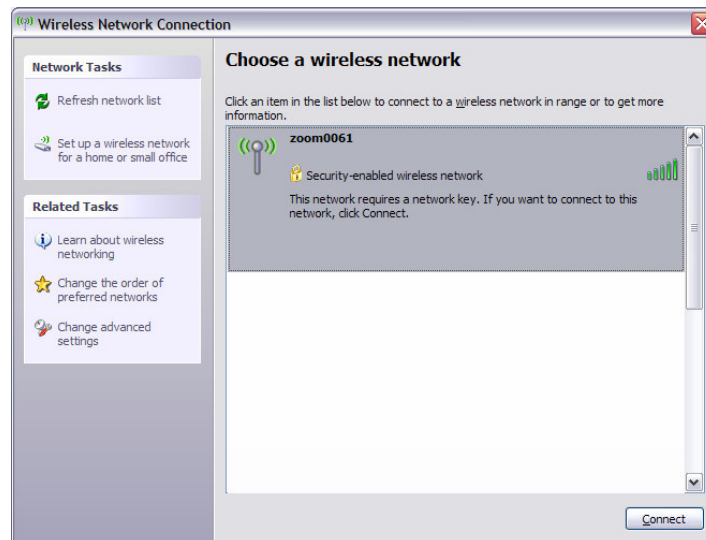 Wireless Network Connection
Network Tasks
Refresh network list
Set up a wireless network
for a home or small office
Related Tasks
Learn about wireless
networking
Change the order of
preferred networks
Change advanced
settings
Choose a wireless network
Click an item in the list below to connect to a wireless network in range or to get more
information.
zoom0061
Security-enabled wireless network
This network requires a network key. If you want to connect to this
network, click Connect.
Connect